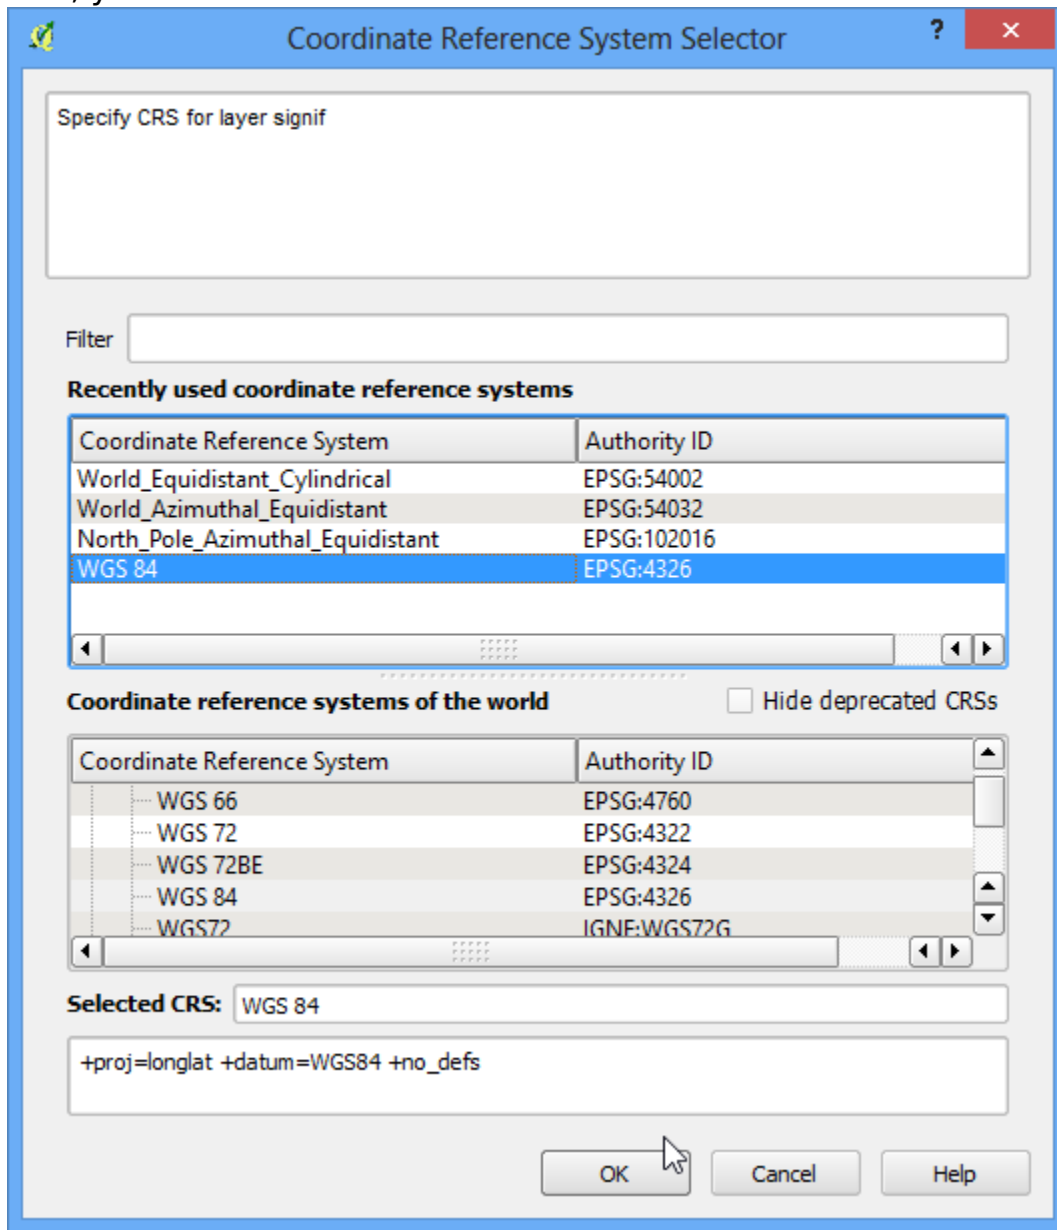 Coordinate Reference System Selector ?
Specify CRS for layer signif
Filter
Recently used coordinate reference systems
Coordinate Reference System Authority ID
World_Equidistant_Cylindrical EPSG:54002
World_Azimuthal_Equidistant EPSG:54032
North_Pole_Azimuthal_Equidistant EPSG:102016
WGS 84 EPSG:4326
Coordinate reference systems of the world Hide deprecated CRSs
Coordinate Reference System Authority ID
WGS 66 EPSG:4760
WGS 72 EPSG:4322
WGS 72BE EPSG:4324
WGS 84 EPSG:4326
WGS72 IGNF:WGS72G
Selected CRS: WGS 84
+proj=longlat +datum=WGS84 +no_defs
OK Cancel Help